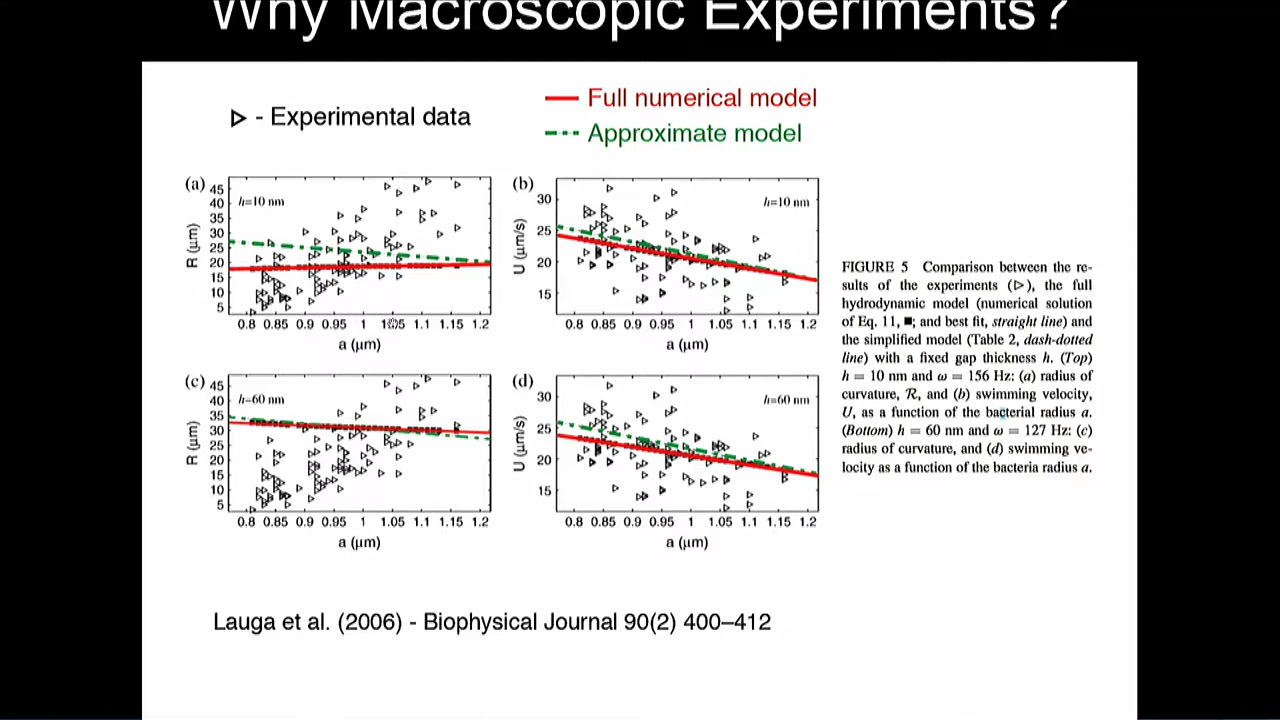 Why Macroscopic Experiments?
Full numerical model
- Experimental data
Approximate model
(a)
h=10 nm
45
40
35
30
25
20
15
10
5
R (μm)
0.8 0.85 0.9 0.95 1 1.05 1.1 1.15 1.2
a (μm)
(b)
h=10 nm
30
25
20
15
U (μm/s)
0.8 0.85 0.9 0.95 1 1.05 1.1 1.15 1.2
a (μm)
(c)
h=60 nm
45
40
35
30
25
20
15
10
5
R (μm)
0.8 0.85 0.9 0.95 1 1.05 1.1 1.15 1.2
a (μm)
(d)
h=60 nm
30
25
20
15
U (μm/s)
0.8 0.85 0.9 0.95 1 1.05 1.1 1.15 1.2
a (μm)
FIGURE 5 Comparison between the re-
sults of the experiments (▷), the full
hydrodynamic model (numerical solution
of Eq. 11, ■; and best fit, straight line) and
the simplified model (Table 2, dash-dotted
line) with a fixed gap thickness h. (Top)
h = 10 nm and ω = 156 Hz: (a) radius of
curvature, R, and (b) swimming velocity,
U, as a function of the bacterial radius a.
(Bottom) h = 60 nm and ω = 127 Hz: (c)
radius of curvature, and (d) swimming ve-
locity as a function of the bacteria radius a.
Lauga et al. (2006) - Biophysical Journal 90(2) 400–412